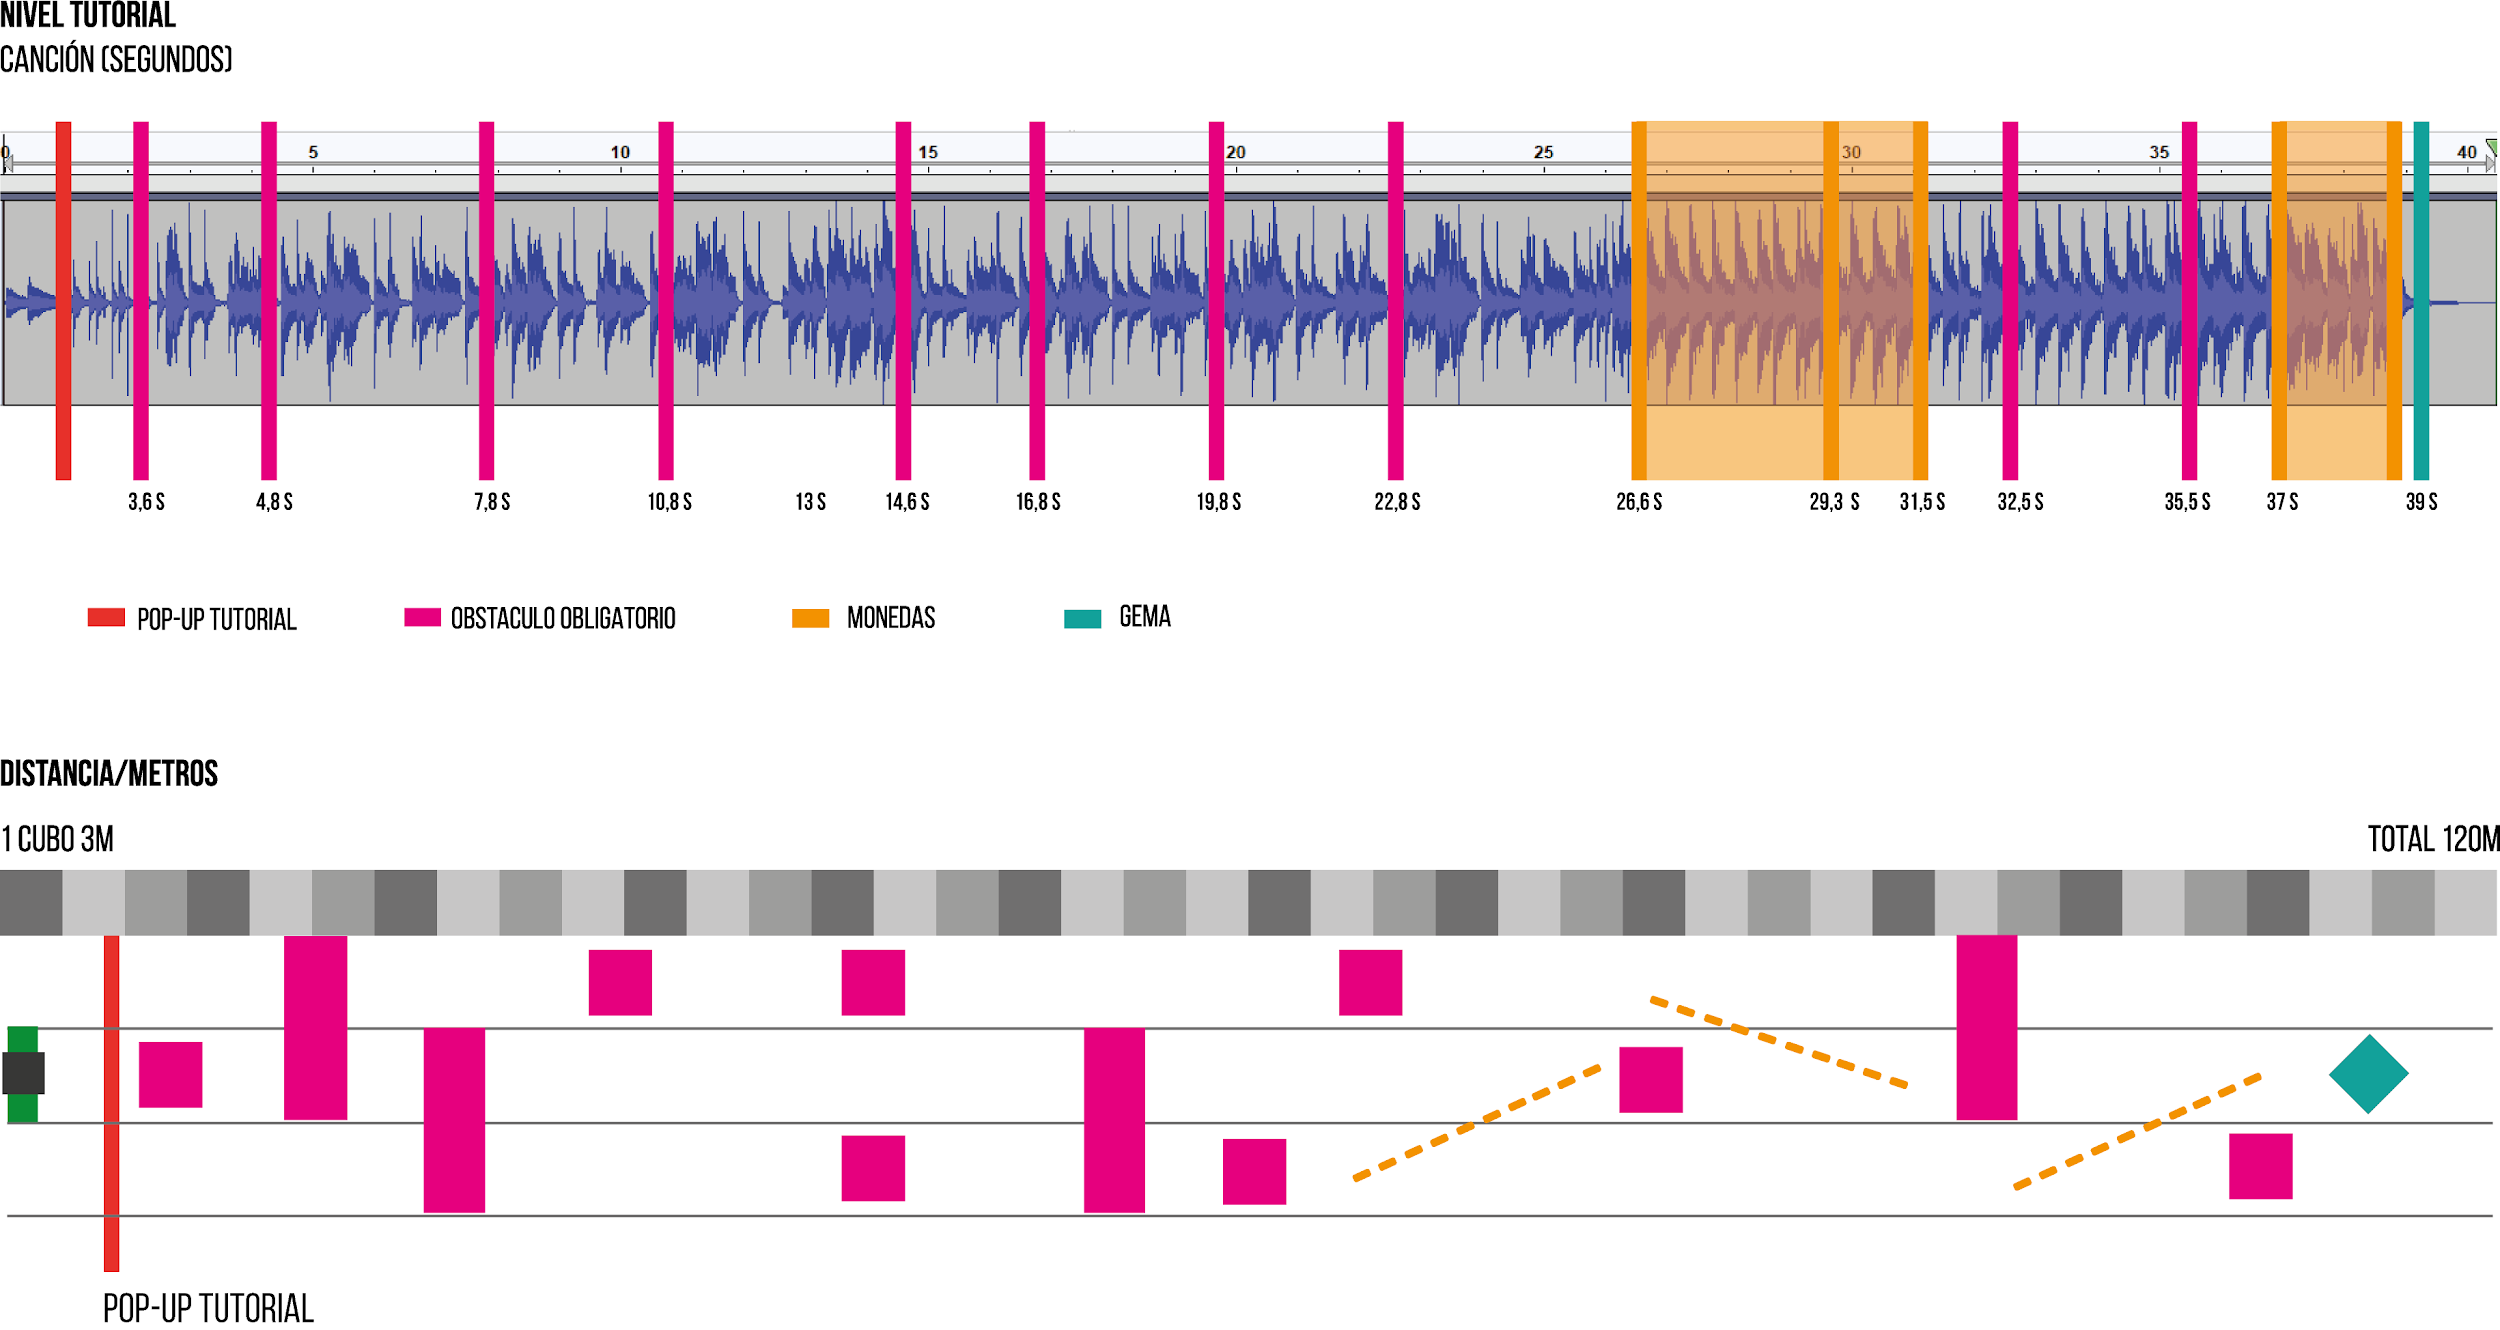 NIVEL TUTORIAL
CANCIÓN (SEGUNDOS)
0 5 10 15 20 25 30 35 40
3,6 S 4,8 S 7,8 S 10,8 S 13 S 14,6 S 16,8 S 19,8 S 22,8 S 26,6 S 29,3 S 31,5 S 32,5 S 35,5 S 37 S 39 S
POP-UP TUTORIAL OBSTACULO OBLIGATORIO MONEDAS GEMA
DISTANCIA/METROS
1 CUBO 3M TOTAL 120M
POP-UP TUTORIAL